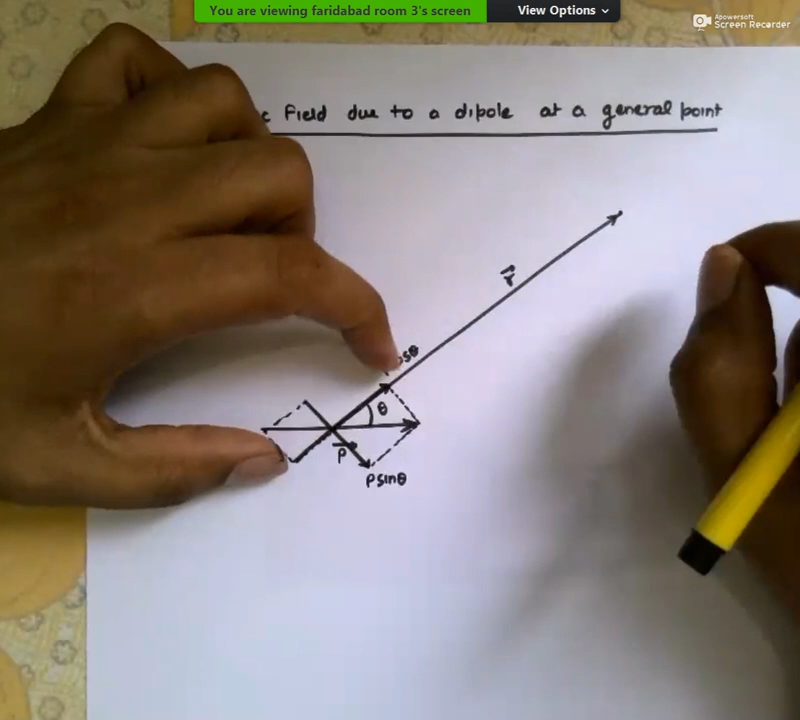 You are viewing faridabad room 3's screen
View Options
Apowersoft
Screen Recorder
Field due to a dipole at a general point
r
θ
P
Psinθ